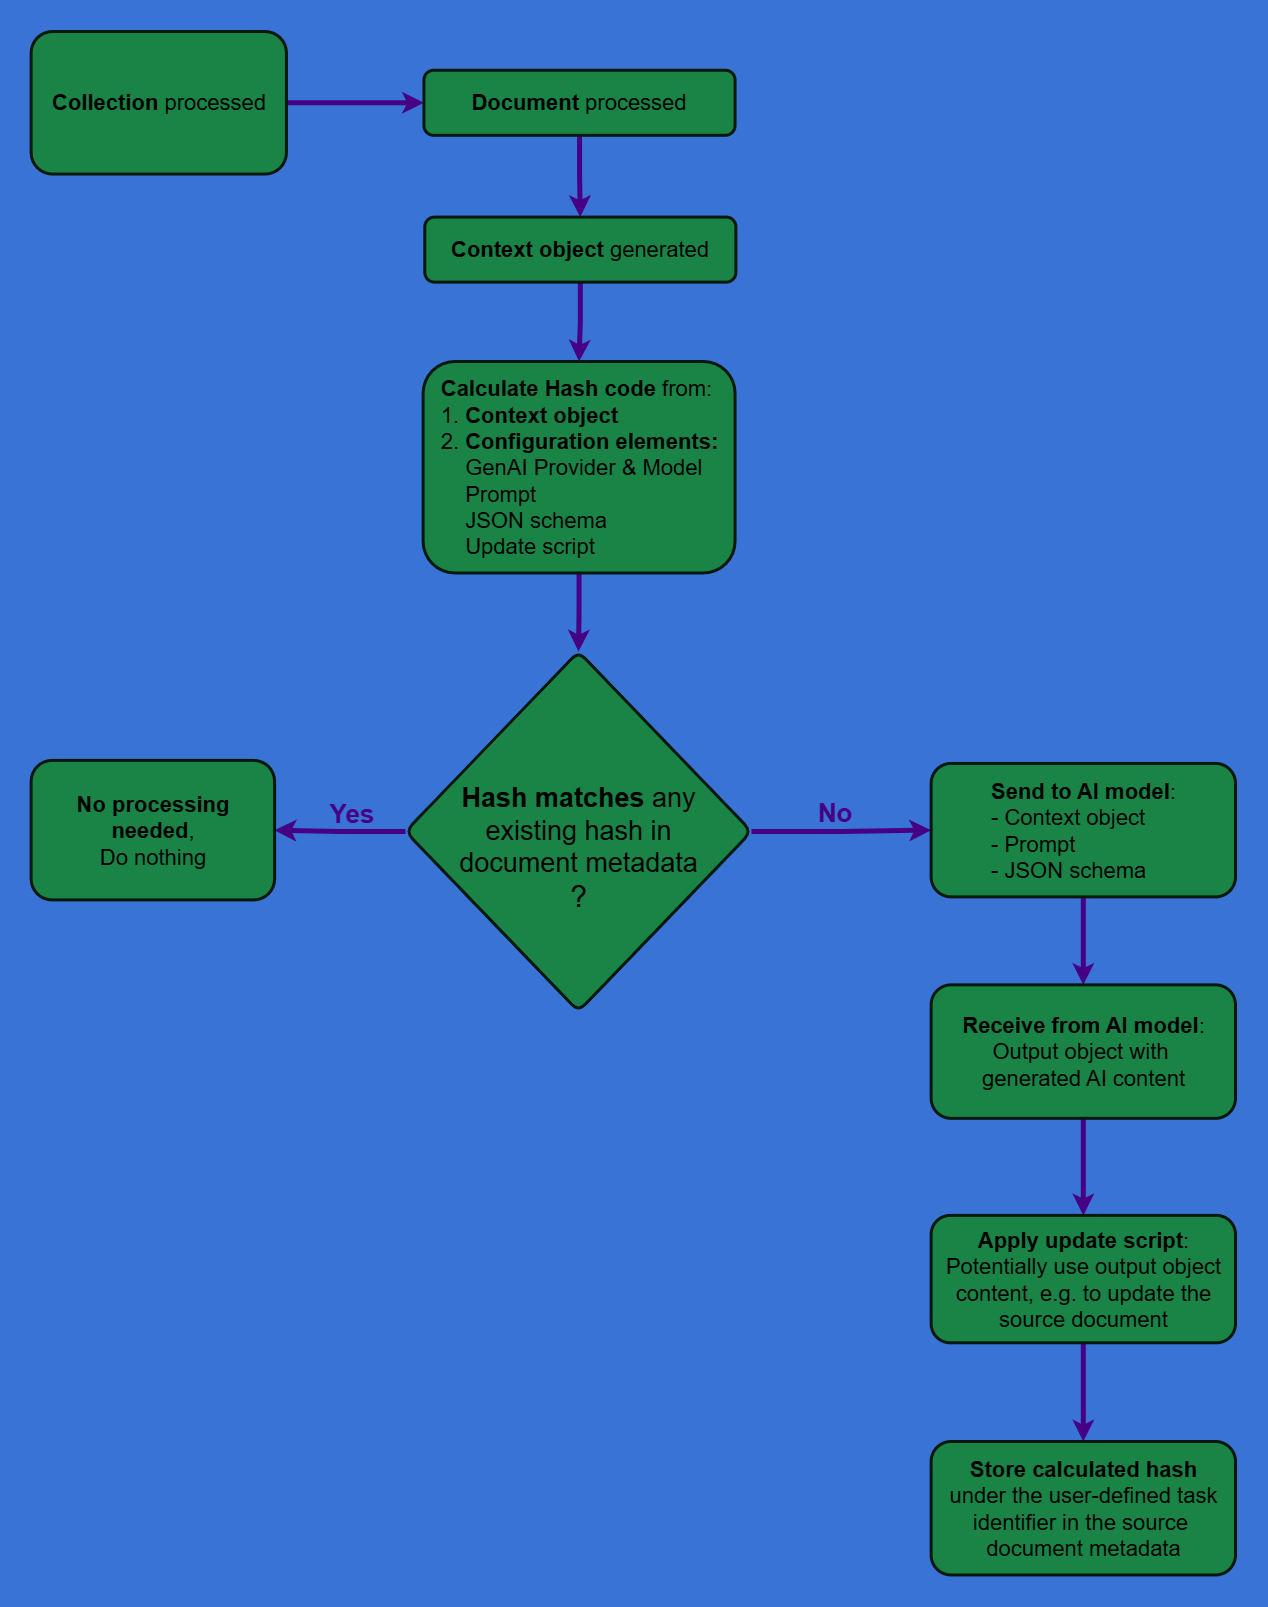 Collection processed
Document processed
Context object generated
Calculate Hash code from:
1. Context object
2. Configuration elements:
GenAI Provider & Model
Prompt
JSON schema
Update script
Hash matches any
existing hash in
document metadata
?
Yes
No processing
needed,
Do nothing
No
Send to AI model:
- Context object
- Prompt
- JSON schema
Receive from AI model:
Output object with
generated AI content
Apply update script:
Potentially use output object
content, e.g. to update the
source document
Store calculated hash
under the user-defined task
identifier in the source
document metadata